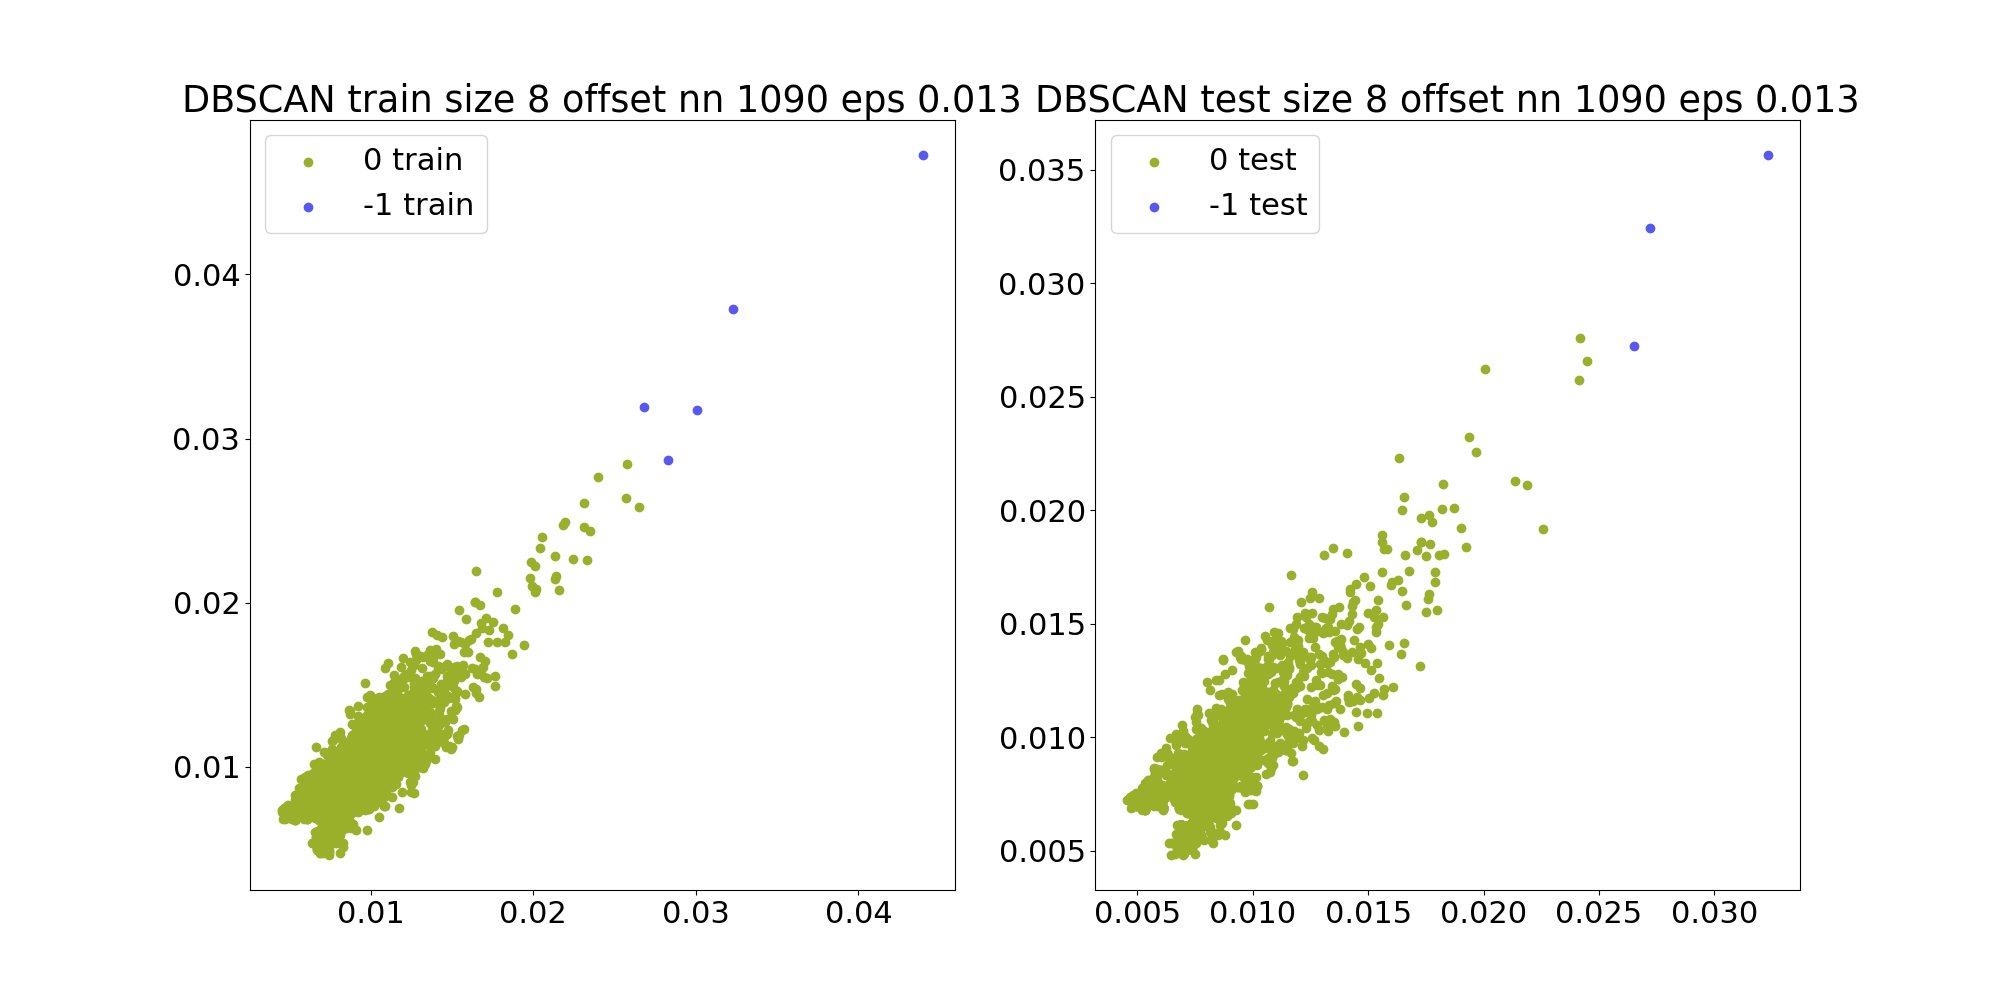 DBSCAN train size 8 offset nn 1090 eps 0.013
0 train
-1 train
0.04
0.03
0.02
0.01
0.01 0.02 0.03 0.04
DBSCAN test size 8 offset nn 1090 eps 0.013
0 test
-1 test
0.035
0.030
0.025
0.020
0.015
0.010
0.005
0.005 0.010 0.015 0.020 0.025 0.030